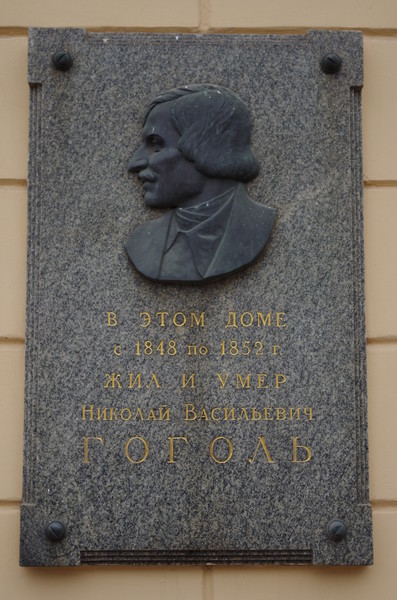 В ЭТОМ ДОМЕ
с 1848 по 1852 г.
ЖИЛ И УМЕР
НИКОЛАЙ ВАСИЛЬЕВИЧ
ГОГОЛЬ